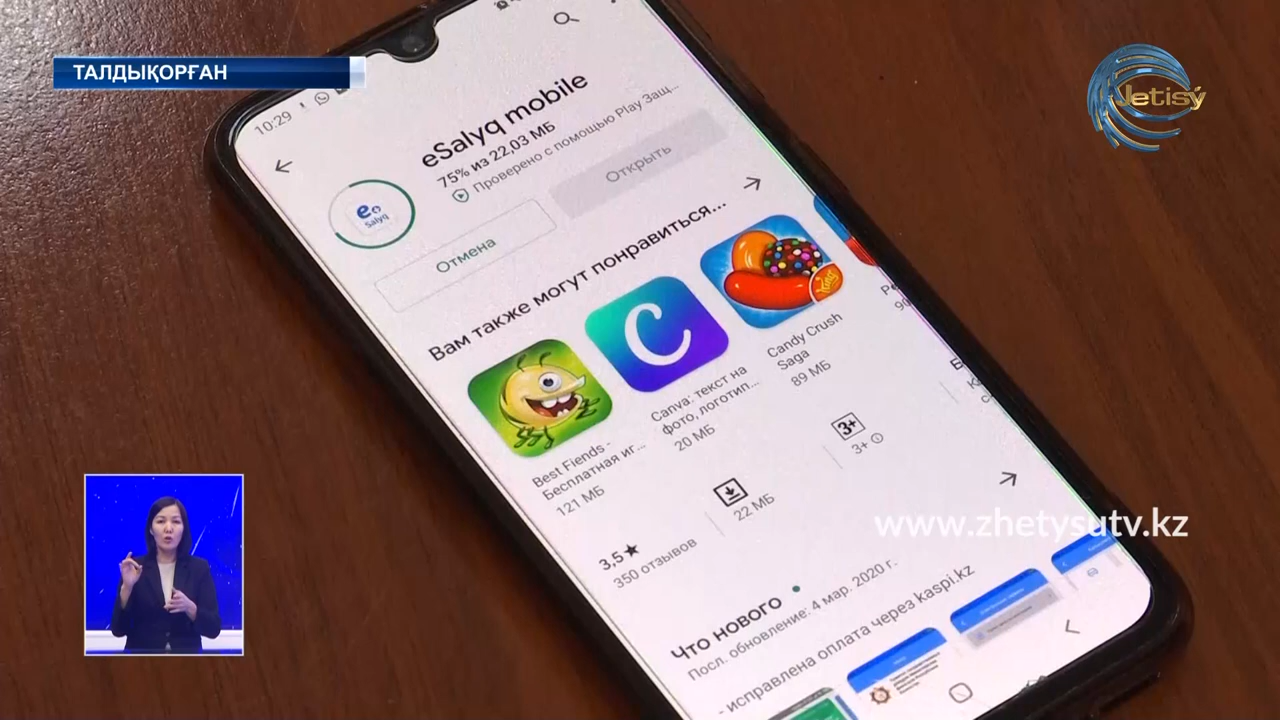 ТАЛДЫҚОРҒАН
Jetisý
10:29
eSalyq mobile
75% из 22,03 МБ
Проверено с помощью Play Защ...
e Salyq
Отмена
Открыть
Вам также могут понравиться...
Best Fiends -
Бесплатная иг...
121 МБ
Canva: текст на
фото, логотип...
20 МБ
Candy Crush
Saga
89 МБ
King
3,5★
350 отзывов
22 МБ
3+
3+
www.zhetysutv.kz
Что нового
Посл. обновление: 4 мар. 2020 г.
- исправлена оплата через kaspi.kz